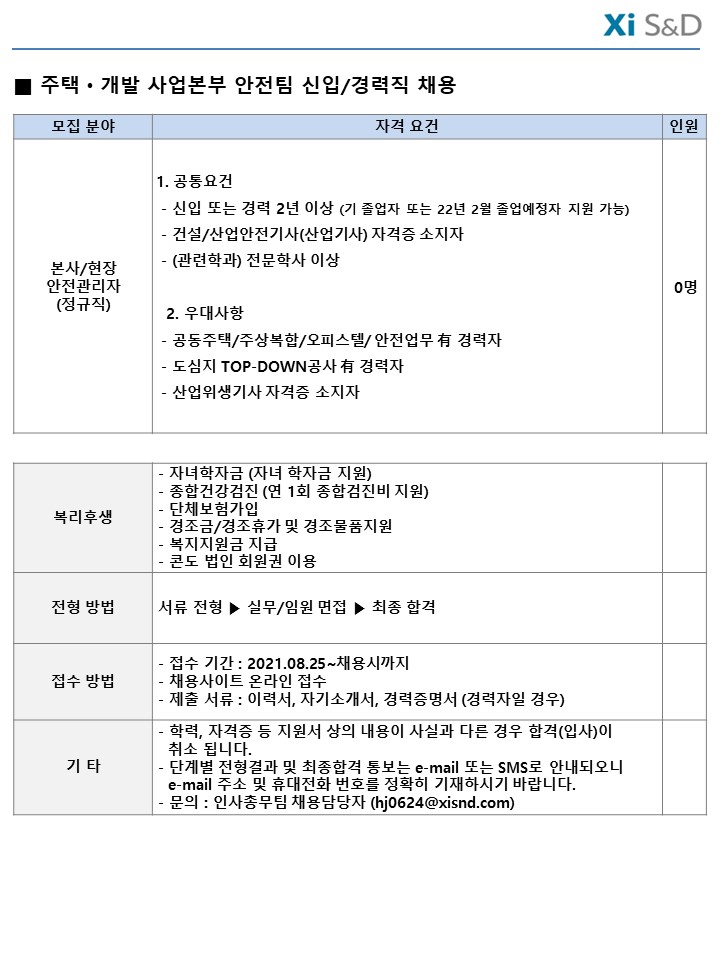 Xi S&D
■ 주택·개발 사업본부 안전팀 신입/경력직 채용
모집 분야
자격 요건
인원
본사/현장
안전관리자
(정규직)
1. 공통요건
- 신입 또는 경력 2년 이상 (기 졸업자 또는 22년 2월 졸업예정자 지원 가능)
- 건설/산업안전기사(산업기사) 자격증 소지자
- (관련학과) 전문학사 이상
2. 우대사항
- 공동주택/주상복합/오피스텔/ 안전업무 有 경력자
- 도심지 TOP-DOWN공사 有 경력자
- 산업위생기사 자격증 소지자
0명
복리후생
- 자녀학자금 (자녀 학자금 지원)
- 종합건강검진 (연 1회 종합검진비 지원)
- 단체보험가입
- 경조금/경조휴가 및 경조물품지원
- 복지지원금 지급
- 콘도 법인 회원권 이용
전형 방법
서류 전형 ▶ 실무/임원 면접 ▶ 최종 합격
접수 방법
- 접수 기간 : 2021.08.25~채용시까지
- 채용사이트 온라인 접수
- 제출 서류 : 이력서, 자기소개서, 경력증명서 (경력자일 경우)
기 타
- 학력, 자격증 등 지원서 상의 내용이 사실과 다른 경우 합격(입사)이
취소 됩니다.
- 단계별 전형결과 및 최종합격 통보는 e-mail 또는 SMS로 안내되오니
e-mail 주소 및 휴대전화 번호를 정확히 기재하시기 바랍니다.
- 문의 : 인사총무팀 채용담당자 (hj0624@xisnd.com)